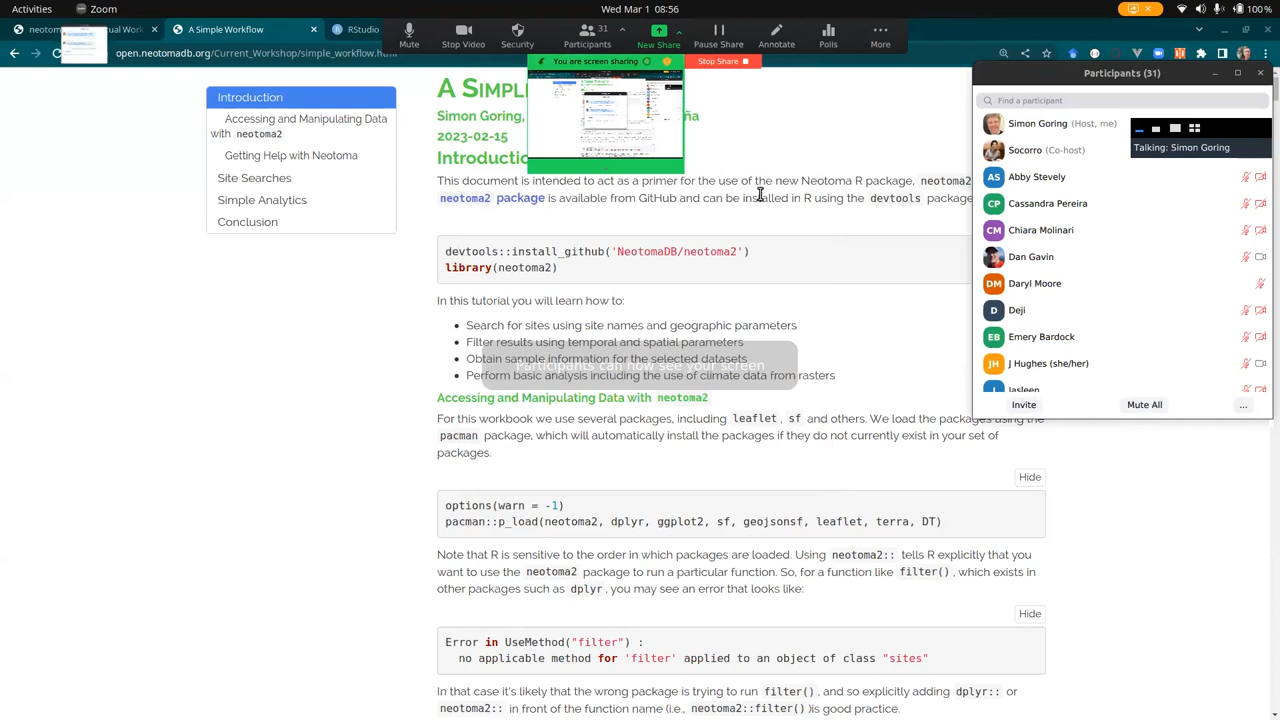 Activities
Zoom
Wed Mar 1 08:56
A Simple Workflow
Mute
Stop Video
31
New Share
Pause Share
Polls
You are screen sharing
Stop Share
Introduction
Accessing and Manipulating Data
with neotoma2
Getting Help with Neotoma
Site Searches
Simple Analytics
Conclusion
Simon Goring,
2023-02-15
This document is intended to act as a primer for the use of the new Neotoma R package, neotoma2
neotoma2 package is available from GitHub and can be installed in R using the devtools package
devtools::install_github('NeotomaDB/neotoma2')
library(neotoma2)
In this tutorial you will learn how to:
Search for sites using site names and geographic parameters
Filter results using temporal and spatial parameters
Obtain sample information for the selected datasets
Perform basic analysis including the use of climate data from rasters
Participants can now see your screen
Accessing and Manipulating Data with neotoma2
For this workbook we use several packages, including leaflet, sf and others. We load the packages using the
pacman package, which will automatically install the packages if they do not currently exist in your set of
packages.
Hide
options(warn = -1)
pacman::p_load(neotoma2, dplyr, ggplot2, sf, geojsonsf, leaflet, terra, DT)
Note that R is sensitive to the order in which packages are loaded. Using neotoma2:: tells R explicitly that you
want to use the neotoma2 package to run a particular function. So, for a function like filter(), which exists in
other packages such as dplyr, you may see an error that looks like:
Hide
Error in UseMethod("filter") :
no applicable method for 'filter' applied to an object of class "sites"
In that case it's likely that the wrong package is trying to run filter(), and so explicitly adding dplyr:: or
neotoma2:: in front of the function name (i.e., neotoma2::filter() )is good practice.
(31)
Find a participant
Goring (Host, me)
Socorro (Co-host)
Talking: Simon Goring
AS Abby Stevely
CP Cassandra Pereira
CM Chiara Molinari
Dan Gavin
DM Daryl Moore
D Deji
EB Emery Bardock
JH J Hughes (she/her)
Jasleen
Invite
Mute All
...